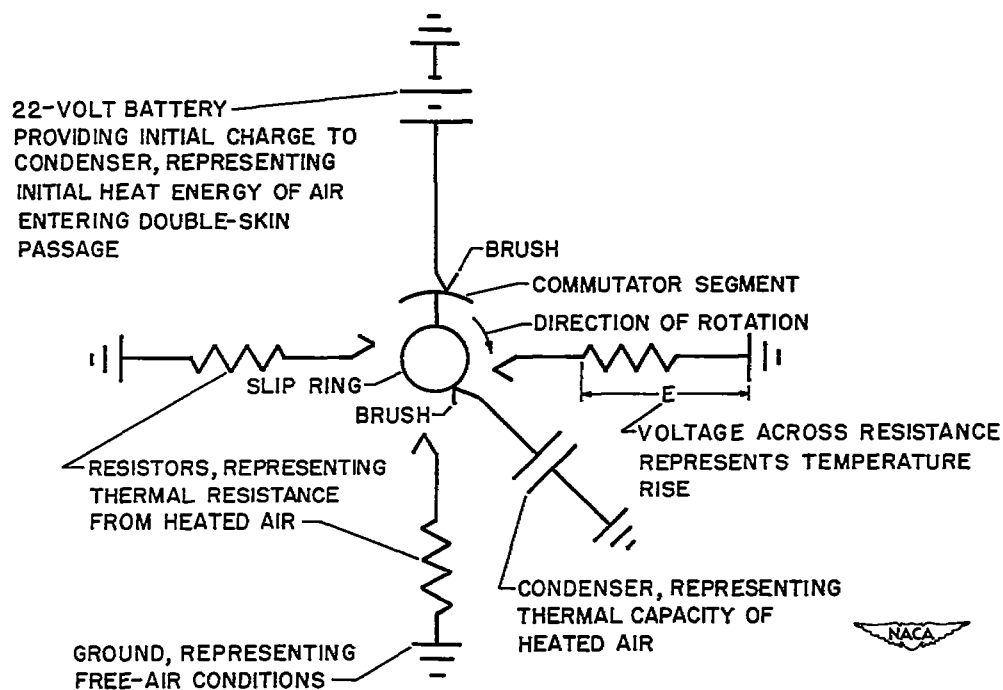 22-VOLT BATTERY
PROVIDING INITIAL CHARGE TO
CONDENSER, REPRESENTING
INITIAL HEAT ENERGY OF AIR
ENTERING DOUBLE-SKIN
PASSAGE
BRUSH
COMMUTATOR SEGMENT
DIRECTION OF ROTATION
SLIP RING
BRUSH
E
VOLTAGE ACROSS RESISTANCE
REPRESENTS TEMPERATURE
RISE
RESISTORS, REPRESENTING
THERMAL RESISTANCE
FROM HEATED AIR
CONDENSER, REPRESENTING
THERMAL CAPACITY OF
HEATED AIR
NACA
GROUND, REPRESENTING
FREE-AIR CONDITIONS